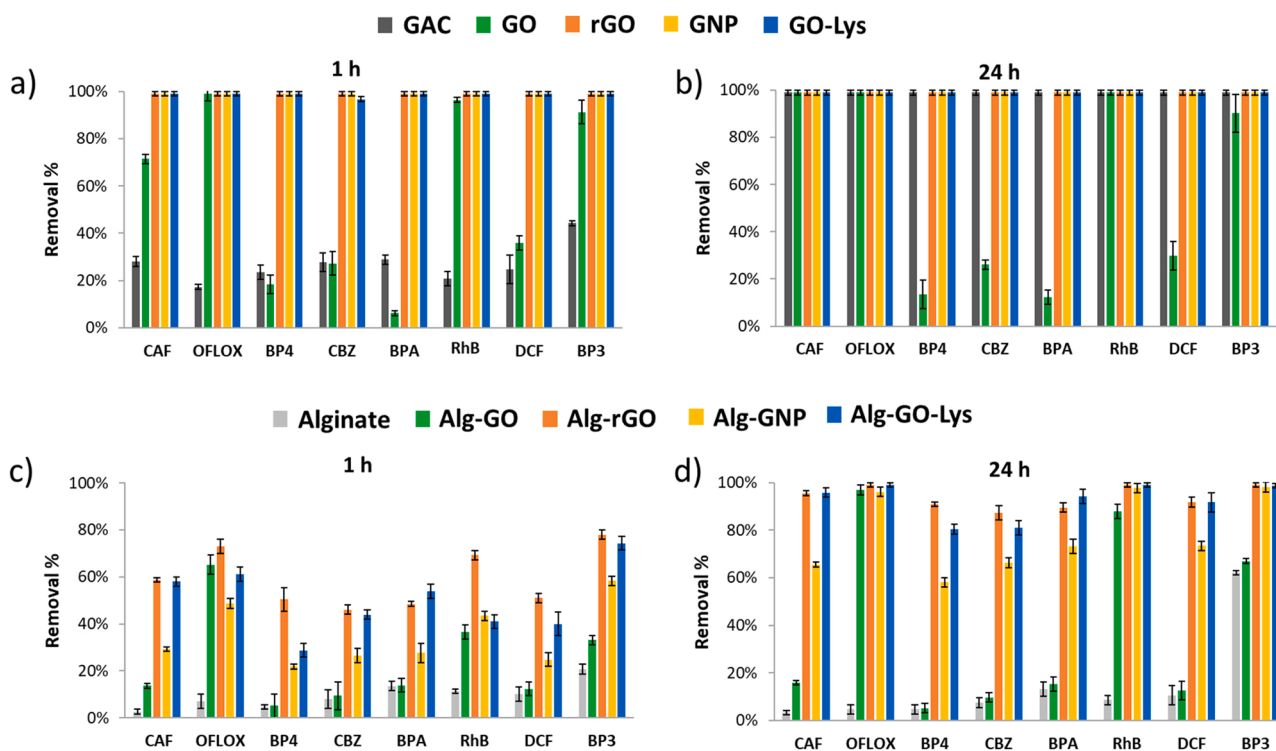 GAC GO rGO GNP GO-Lys
a) 1 h
Removal %
100%
80%
60%
40%
20%
0%
CAF OFLOX BP4 CBZ BPA RhB DCF BP3
b) 24 h
Removal %
100%
80%
60%
40%
20%
0%
CAF OFLOX BP4 CBZ BPA RhB DCF BP3
Alginate Alg-GO Alg-rGO Alg-GNP Alg-GO-Lys
c) 1 h
Removal %
100%
80%
60%
40%
20%
0%
CAF OFLOX BP4 CBZ BPA RhB DCF BP3
d) 24 h
Removal %
100%
80%
60%
40%
20%
0%
CAF OFLOX BP4 CBZ BPA RhB DCF BP3